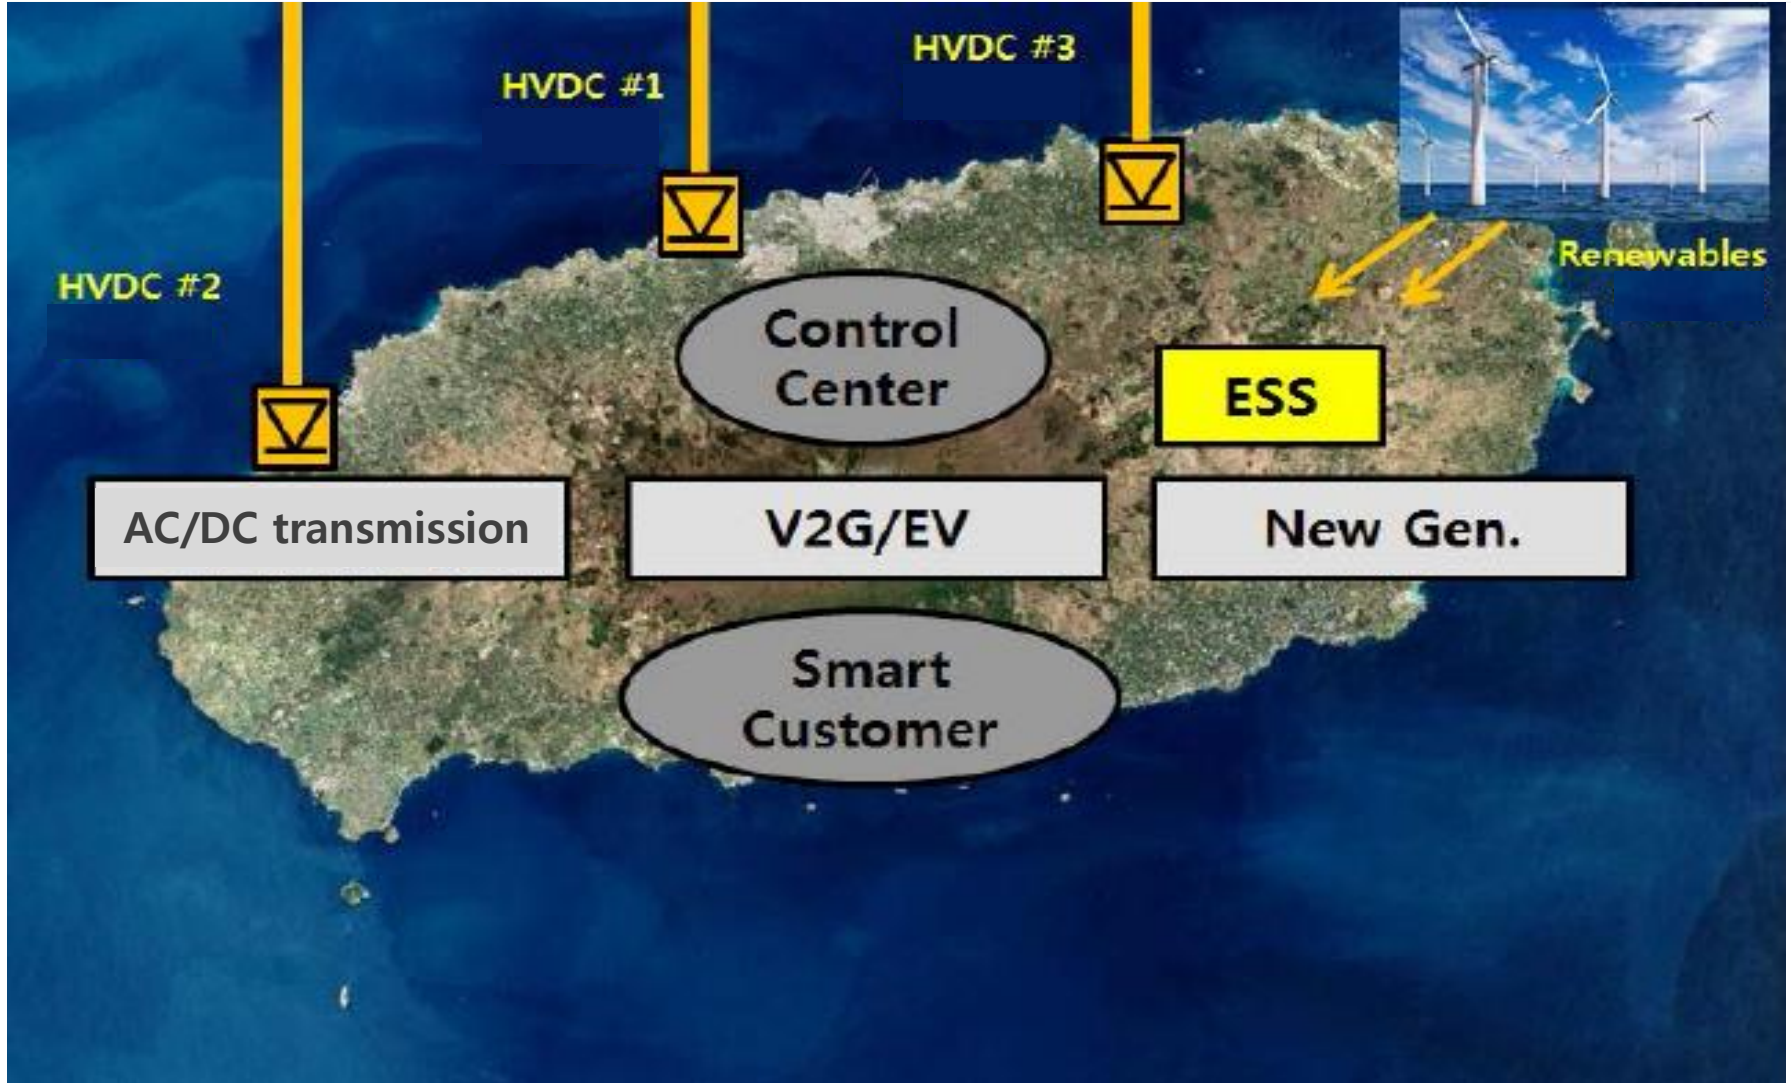 HVDC #3
HVDC #1
HVDC #2
Renewables
Control
Center
ESS
AC/DC transmission
V2G/EV
New Gen.
Smart
Customer